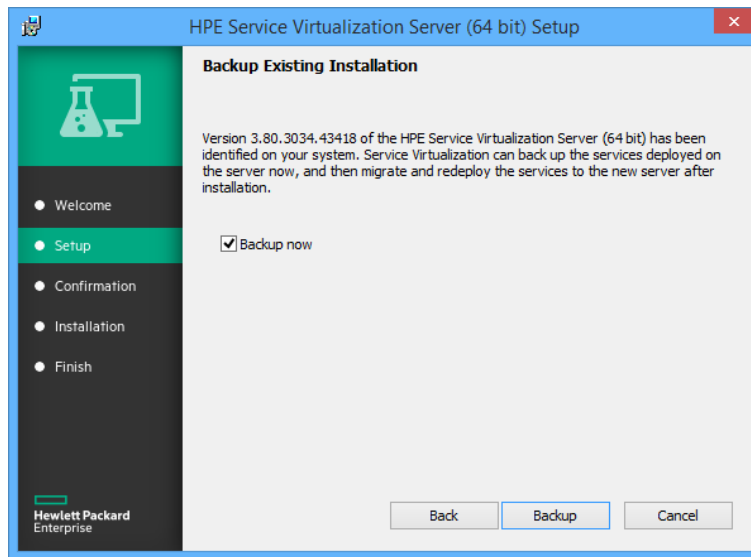 HPE Service Virtualization Server (64 bit) Setup
Backup Existing Installation
Version 3.80.3034.43418 of the HPE Service Virtualization Server (64 bit) has been
identified on your system. Service Virtualization can back up the services deployed on
the server now, and then migrate and redeploy the services to the new server after
installation.
Backup now
Welcome
Setup
Confirmation
Installation
Finish
Hewlett Packard
Enterprise
Back
Backup
Cancel